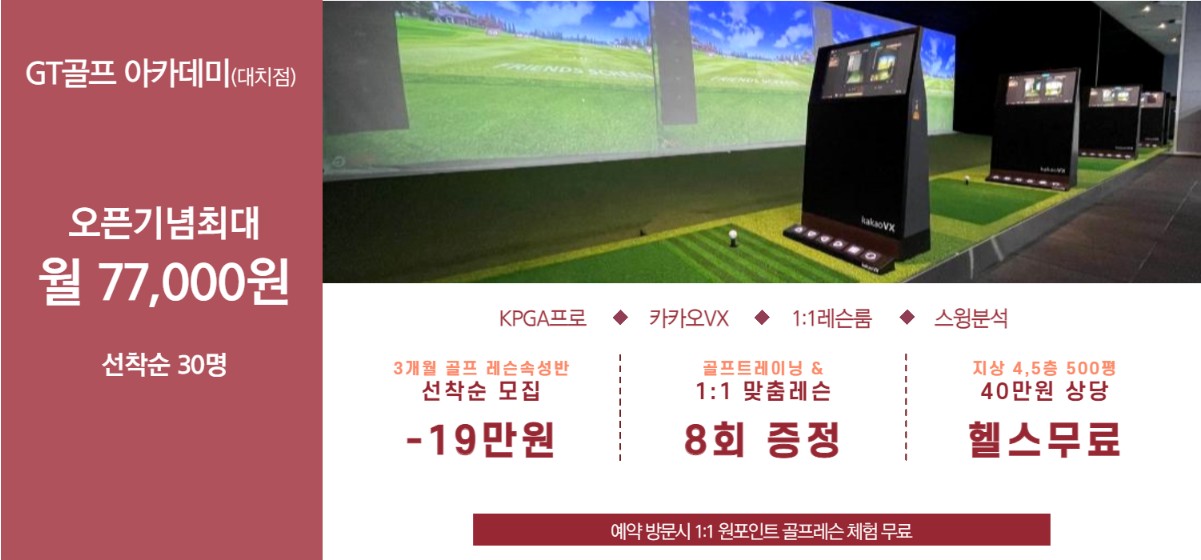 GT골프 아카데미(대치점)
오픈기념최대
월 77,000원
선착순 30명
FRIENDS SCREEN
kakaoVX
kakaoVX
kakaoVX
KPGA프로 ◆ 카카오VX ◆ 1:1레슨룸 ◆ 스윙분석
3개월 골프 레슨속성반
선착순 모집
-19만원
골프트레이닝 &
1:1 맞춤레슨
8회 증정
지상 4,5층 500평
40만원 상당
헬스무료
예약 방문시 1:1 원포인트 골프레슨 체험 무료